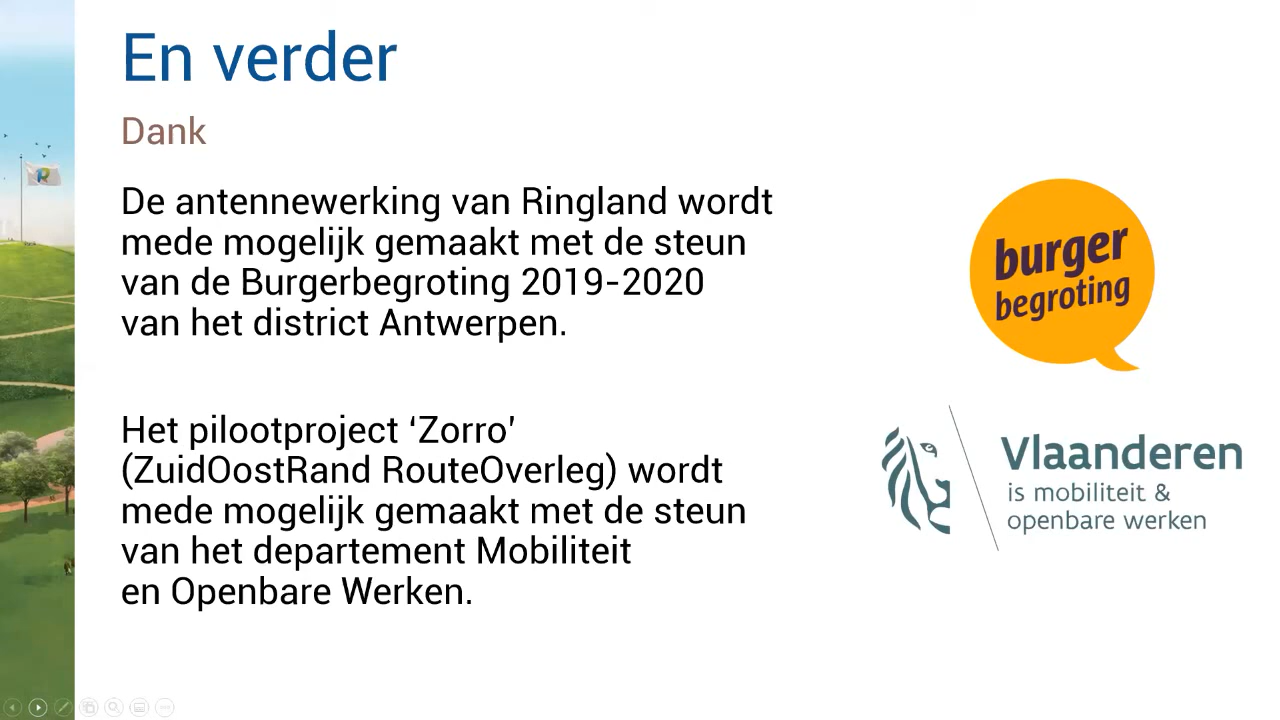 En verder
Dank
De antennewerking van Ringland wordt
mede mogelijk gemaakt met de steun
van de Burgerbegroting 2019-2020
van het district Antwerpen.
burger
begroting
Het pilootproject ‘Zorro’
(ZuidOostRand RouteOverleg) wordt
mede mogelijk gemaakt met de steun
van het departement Mobiliteit
en Openbare Werken.
Vlaanderen
is mobiliteit &
openbare werken
R